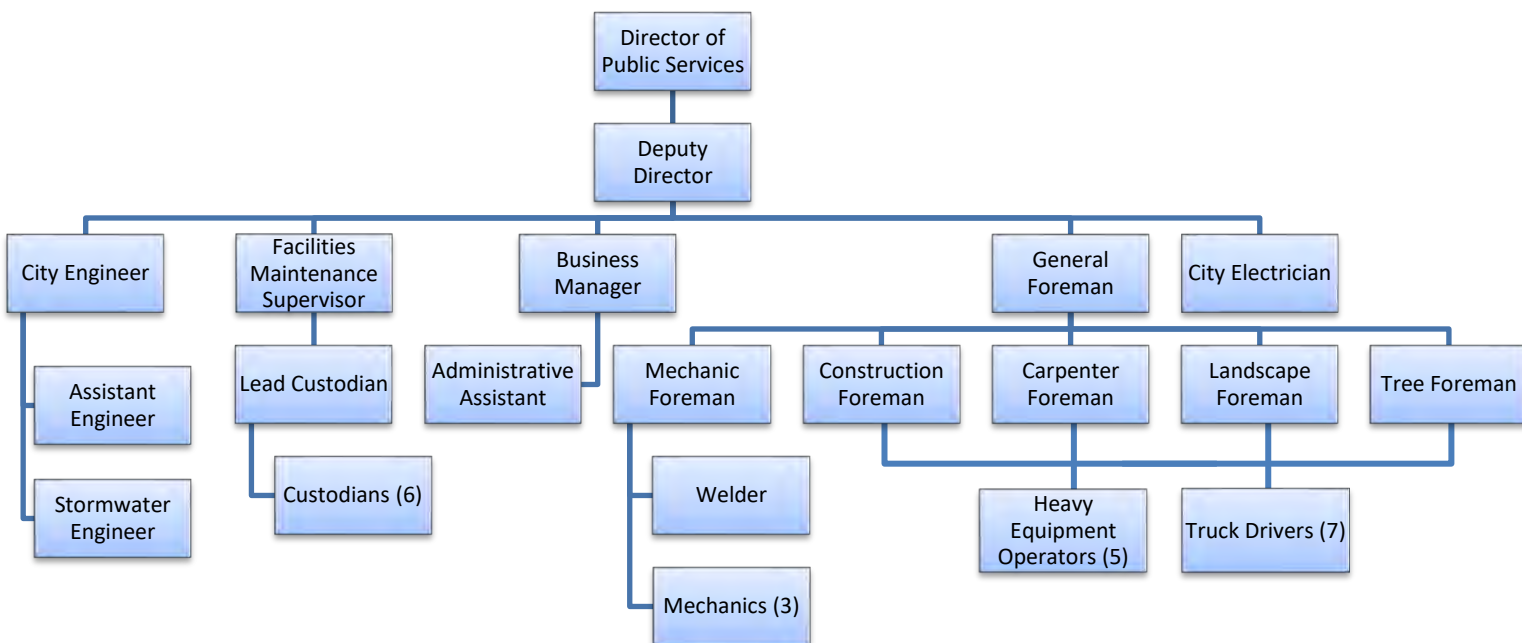 Director of
Public Services
Deputy
Director
City Engineer
Facilities
Maintenance
Supervisor
Business
Manager
General
Foreman
City Electrician
Assistant
Engineer
Stormwater
Engineer
Lead Custodian
Custodians (6)
Administrative
Assistant
Mechanic
Foreman
Welder
Mechanics (3)
Construction
Foreman
Carpenter
Foreman
Landscape
Foreman
Tree Foreman
Heavy
Equipment
Operators (5)
Truck Drivers (7)